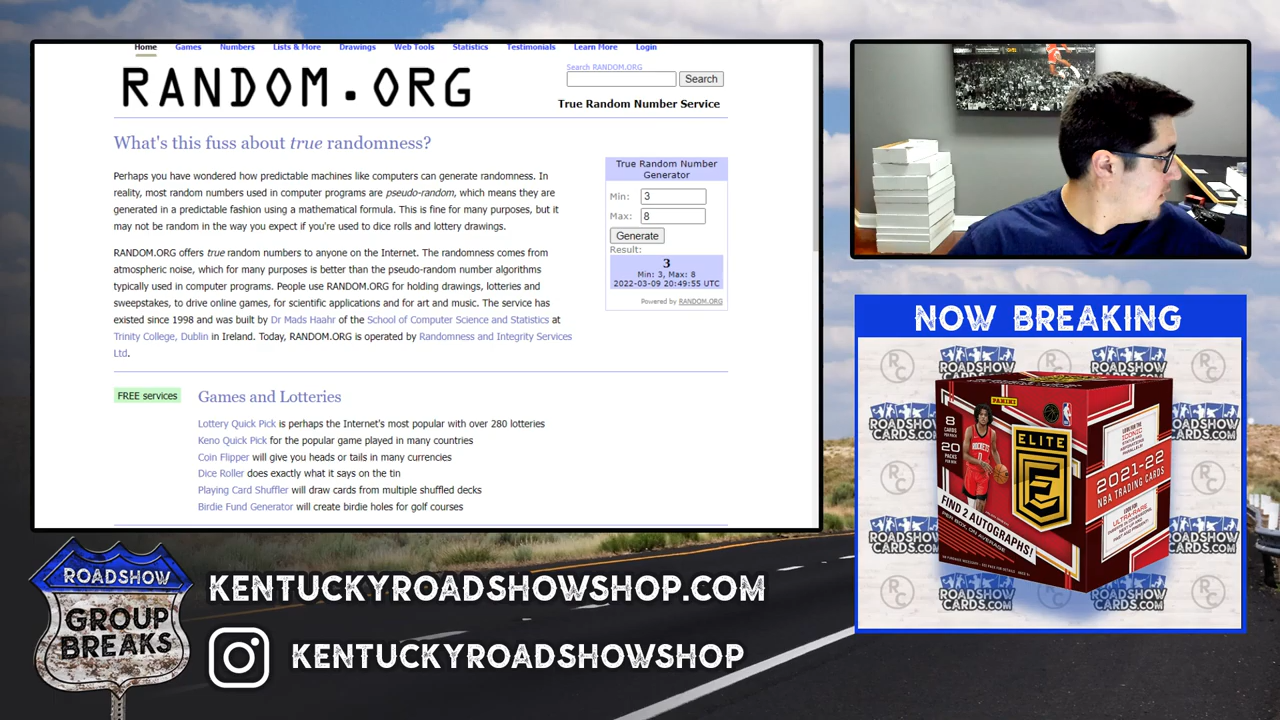 Home Games Numbers Lists & More Drawings Web Tools Statistics Testimonials Learn More Login
RANDOM.ORG
Search RANDOM.ORG
Search
True Random Number Service
What's this fuss about true randomness?
Perhaps you have wondered how predictable machines like computers can generate randomness. In
reality, most random numbers used in computer programs are pseudo-random, which means they are
generated in a predictable fashion using a mathematical formula. This is fine for many purposes, but it
may not be random in the way you expect if you're used to dice rolls and lottery drawings.
RANDOM.ORG offers true random numbers to anyone on the Internet. The randomness comes from
atmospheric noise, which for many purposes is better than the pseudo-random number algorithms
typically used in computer programs. People use RANDOM.ORG for holding drawings, lotteries and
sweepstakes, to drive online games, for scientific applications and for art and music. The service has
existed since 1998 and was built by Dr Mads Haahr of the School of Computer Science and Statistics at
Trinity College, Dublin in Ireland. Today, RANDOM.ORG is operated by Randomness and Integrity Services
Ltd.
True Random Number
Generator
Min: 3
Max: 8
Generate
Result:
3
Min: 3, Max: 8
2022-03-09 20:49:55 UTC
Powered by RANDOM.ORG
FREE services
Games and Lotteries
Lottery Quick Pick is perhaps the Internet's most popular with over 280 lotteries
Keno Quick Pick for the popular game played in many countries
Coin Flipper will give you heads or tails in many currencies
Dice Roller does exactly what it says on the tin
Playing Card Shuffler will draw cards from multiple shuffled decks
Birdie Fund Generator will create birdie holes for golf courses
NOW BREAKING
ROADSHOW
CARDS.COM
RC
PANINI
8
CARDS
PER PACK
20
PACKS
PER BOX
ELITE
E
FIND 2 AUTOGRAPHS!
PER BOX ON AVERAGE
2021-22
NBA TRADING CARDS
ROADSHOW
GROUP
BREAKS
KENTUCKYROADSHOWSHOP.COM
KENTUCKYROADSHOWSHOP